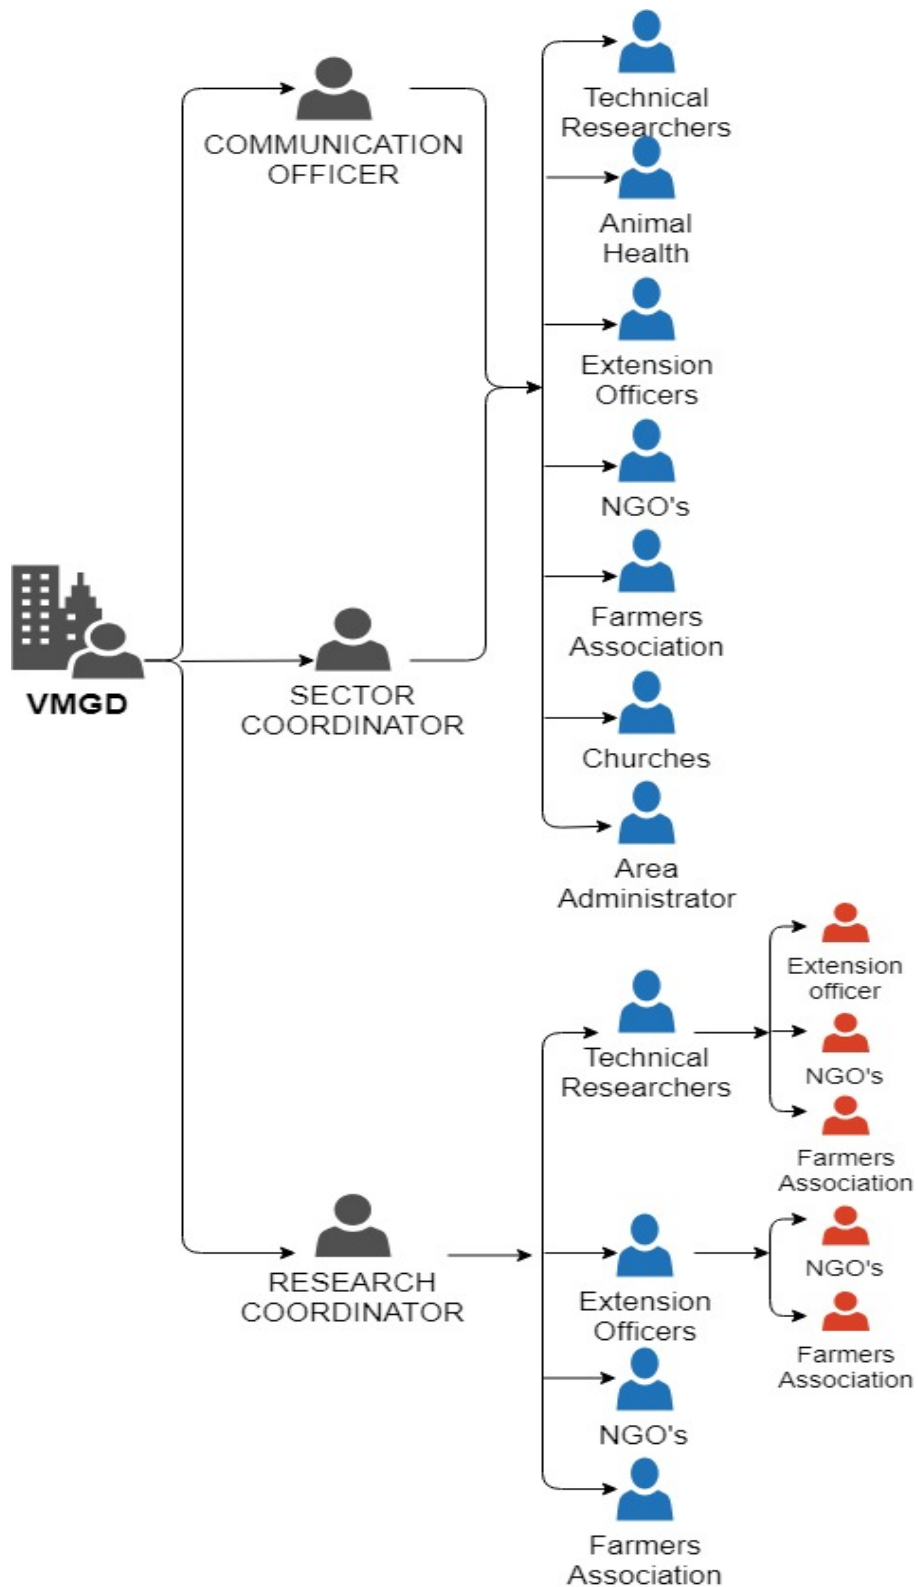 COMMUNICATION
OFFICER
Technical
Researchers
Animal
Health
Extension
Officers
NGO's
Farmers
Association
Churches
Area
Administrator
VMGD
SECTOR
COORDINATOR
RESEARCH
COORDINATOR
Technical
Researchers
Extension
officer
NGO's
Farmers
Association
Extension
Officers
NGO's
Farmers
Association
NGO's
Farmers
Association